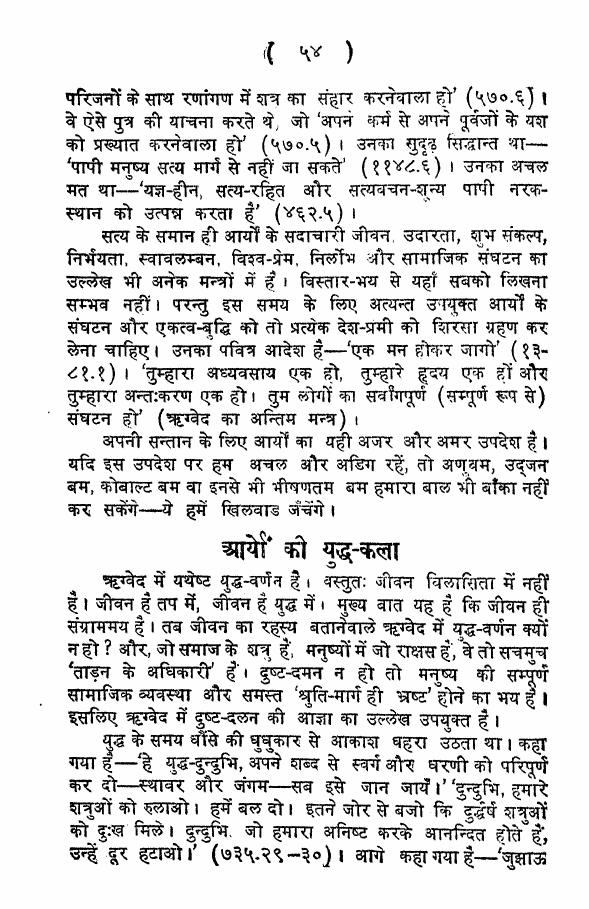 ( ५४ )
परिजनों के साथ रणांगण में शत्रु का संहार करनेवाला हो' (५७०.६) ।
वे ऐसे पुत्र की याचना करते थे, जो 'अपने कर्म से अपने पूर्वजों के यश
को प्रख्यात करनेवाला हो' (५७०.५) । उनका सुदृढ़ सिद्धान्त था—
'पापी मनुष्य सत्य मार्ग से नहीं जा सकते' (११४८.६) । उनका अचल
मत था—'यज्ञ-हीन, सत्य-रहित और सत्यवचन-शून्य पापी नरक-
स्थान को उत्पन्न करता है' (४६२.५) ।
सत्य के समान ही आर्यों के सदाचारी जीवन, उदारता, शुभ संकल्प,
निर्भयता, स्वावलम्बन, विश्व-प्रेम, निर्लोभ और सामाजिक संघटन का
उल्लेख भी अनेक मन्त्रों में है । विस्तार-भय से यहाँ सबको लिखना
सम्भव नहीं। परन्तु इस समय के लिए अत्यन्त उपयुक्त आर्यों के
संघटन और एकत्व-बुद्धि को तो प्रत्येक देश-प्रमी को शिरसा ग्रहण कर
लेना चाहिए। उनका पवित्र आदेश है—'एक मन होकर जागो' (१३-
८१.१) । 'तुम्हारा अध्यवसाय एक हो, तुम्हारे हृदय एक हों और
तुम्हारा अन्तःकरण एक हो। तुम लोगों का सर्वांगपूर्ण (सम्पूर्ण रूप से)
संघटन हो' (ऋग्वेद का अन्तिम मन्त्र) ।
अपनी सन्तान के लिए आर्यों का यही अजर और अमर उपदेश है।
यदि इस उपदेश पर हम अचल और अडिग रहें, तो अणुबम, उद्जन
बम, कोबाल्ट बम वा इनसे भी भीषणतम बम हमारा बाल भी बाँका नहीं
कर सकेंगे—ये हमें खिलवाड जँचेंगे।
आर्यों की युद्ध-कला
ऋग्वेद में यथेष्ट युद्ध-वर्णन है। वस्तुतः जीवन विलासिता में नहीं
है। जीवन है तप में, जीवन है युद्ध में। मुख्य बात यह है कि जीवन ही
संग्राममय है। तब जीवन का रहस्य बतानेवाले ऋग्वेद में युद्ध-वर्णन क्यों
न हो ? और, जो समाज के शत्रु हैं, मनुष्यों में जो राक्षस हैं, वे तो सचमुच
'ताड़न के अधिकारी' हैं। दुष्ट-दमन न हो तो मनुष्य की सम्पूर्ण
सामाजिक व्यवस्था और समस्त 'श्रुति-मार्ग ही भ्रष्ट' होने का भय है।
इसलिए ऋग्वेद में दुष्ट-दलन की आज्ञा का उल्लेख उपयुक्त है।
युद्ध के समय धौंसे की धुधुकार से आकाश घहरा उठता था। कहा
गया है—'हे युद्ध-दुन्दुभि, अपने शब्द से स्वर्ग और धरणी को परिपूर्ण
कर दो—स्थावर और जंगम—सब इसे जान जायँ।' 'दुन्दुभि, हमारे
शत्रुओं को रुलाओ। हमें बल दो। इतने जोर से बजो कि दुर्द्धर्ष शत्रुओं
को दुःख मिले। दुन्दुभि, जो हमारा अनिष्ट करके आनन्दित होते हैं,
उन्हें दूर हटाओ।' (७३५.२९–३०)। आगे कहा गया है—'जुझाऊ